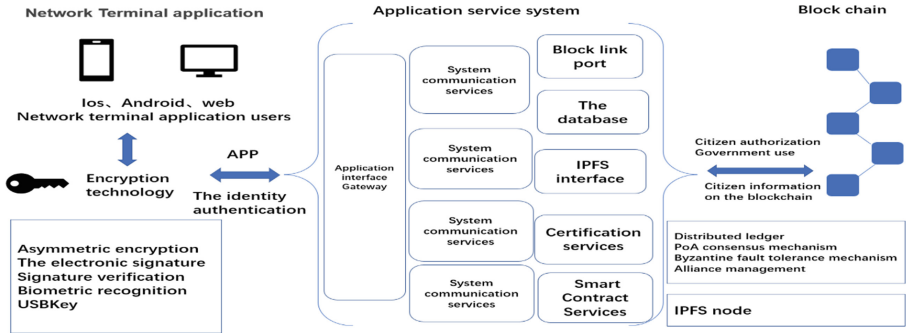 Network Terminal application
Ios、Android、web
Network terminal application users
Encryption
technology
APP
The identity
authentication
Asymmetric encryption
The electronic signature
Signature verification
Biometric recognition
USBKey
Application service system
Application
interface
Gateway
System
communication
services
System
communication
services
System
communication
services
System
communication
services
Block link
port
The
database
IPFS
interface
Certification
services
Smart
Contract
Services
Block chain
Citizen authorization
Government use
Citizen information
on the blockchain
Distributed ledger
PoA consensus mechanism
Byzantine fault tolerance mechanism
Alliance management
IPFS node